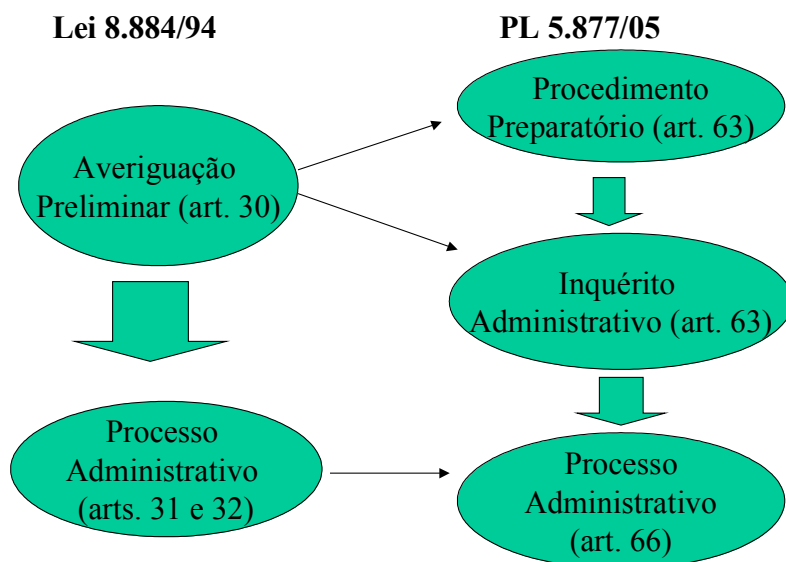 Lei 8.884/94
PL 5.877/05
Averiguação
Preliminar (art. 30)
Processo
Administrativo
(arts. 31 e 32)
Procedimento
Preparatório (art. 63)
Inquérito
Administrativo (art. 63)
Processo
Administrativo
(art. 66)